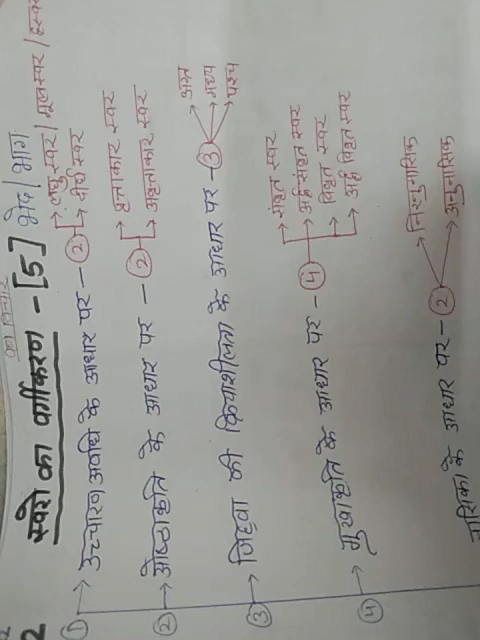 का विचार
2 स्वरो का वर्गीकरण - [5] भेद/भाग
① → उच्चारण अवधि के आधार पर - ② → लघु स्वर/मूल स्वर/ह्रस्व
→ दीर्घ स्वर
② → ओष्ठाकृति के आधार पर - ② → वृत्ताकार स्वर
→ अवृत्ताकार स्वर
③ → जिह्वा की क्रियाशीलता के आधार पर - ③ → अग्र
→ मध्य
→ पश्च
④ → मुखाकृति के आधार पर - ④ → संवृत स्वर
→ अर्द्ध संवृत स्वर
→ विवृत स्वर
→ अर्द्ध विवृत स्वर
नासिका के आधार पर - ② → निरनुनासिक
→ अनुनासिक